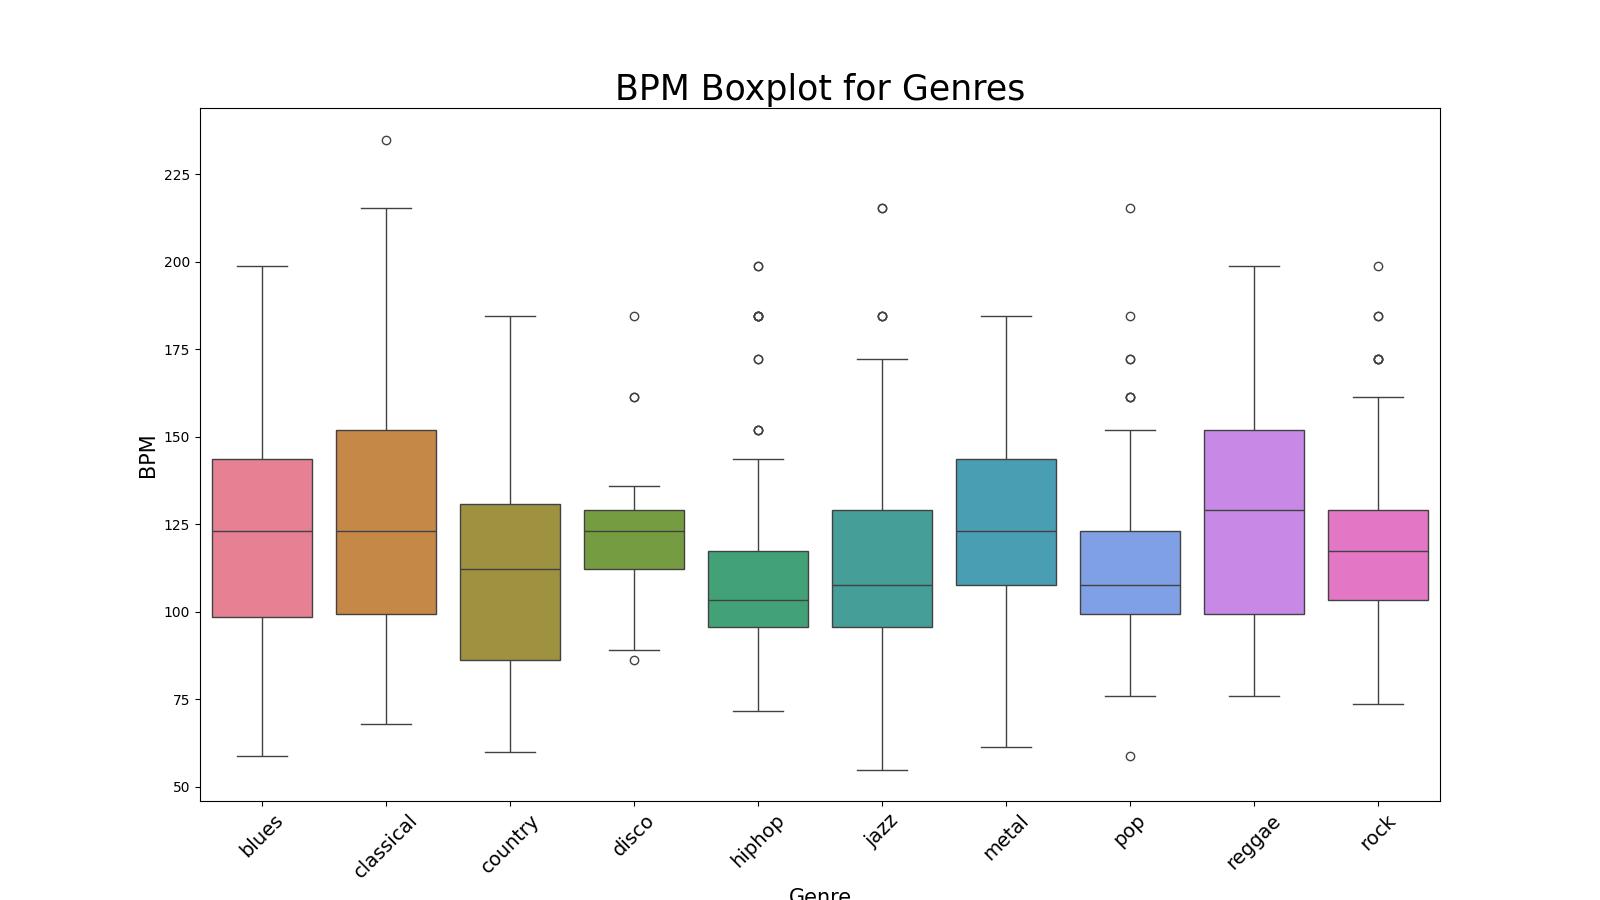 BPM Boxplot for Genres
225
200
175
150
125
100
75
50
BPM
blues
classical
country
disco
hiphop
jazz
metal
pop
reggae
rock
Genre